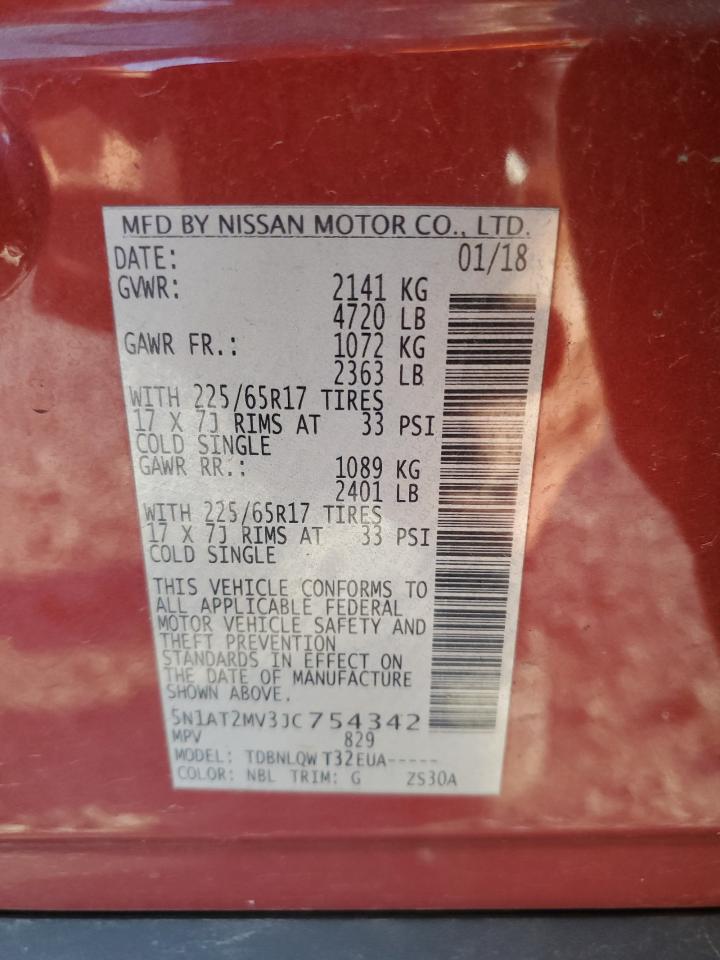 MFD BY NISSAN MOTOR CO., LTD.
DATE: 01/18
GVWR: 2141 KG
4720 LB
GAWR FR.: 1072 KG
2363 LB
WITH 225/65R17 TIRES
17 X 7J RIMS AT 33 PSI
COLD SINGLE
GAWR RR.: 1089 KG
2401 LB
WITH 225/65R17 TIRES
17 X 7J RIMS AT 33 PSI
COLD SINGLE
THIS VEHICLE CONFORMS TO
ALL APPLICABLE FEDERAL
MOTOR VEHICLE SAFETY AND
THEFT PREVENTION
STANDARDS IN EFFECT ON
THE DATE OF MANUFACTURE
SHOWN ABOVE.
5N1AT2MV3JC754342
MPV 829
MODEL: TDBNLQW T32EUA-----
COLOR: NBL TRIM: G ZS30A